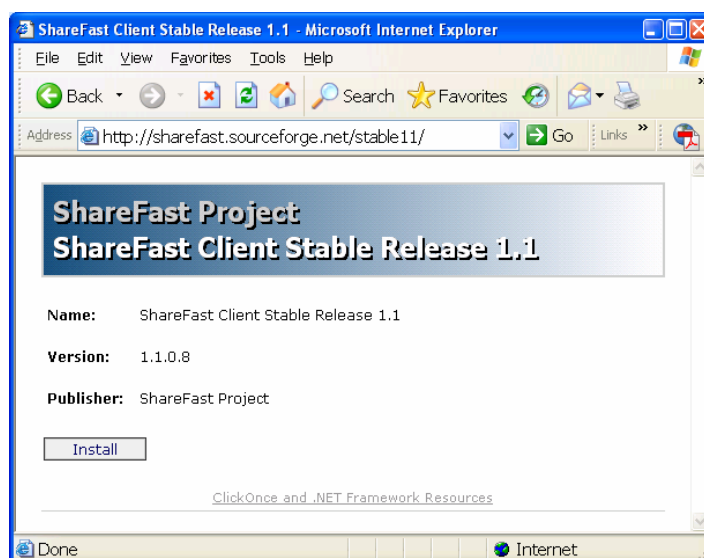 ShareFast Client Stable Release 1.1 - Microsoft Internet Explorer
File Edit View Favorites Tools Help
Back Search Favorites »
Address http://sharefast.sourceforge.net/stable11/ Go Links »
ShareFast Project
ShareFast Client Stable Release 1.1
Name: ShareFast Client Stable Release 1.1
Version: 1.1.0.8
Publisher: ShareFast Project
Install
ClickOnce and .NET Framework Resources
Done Internet